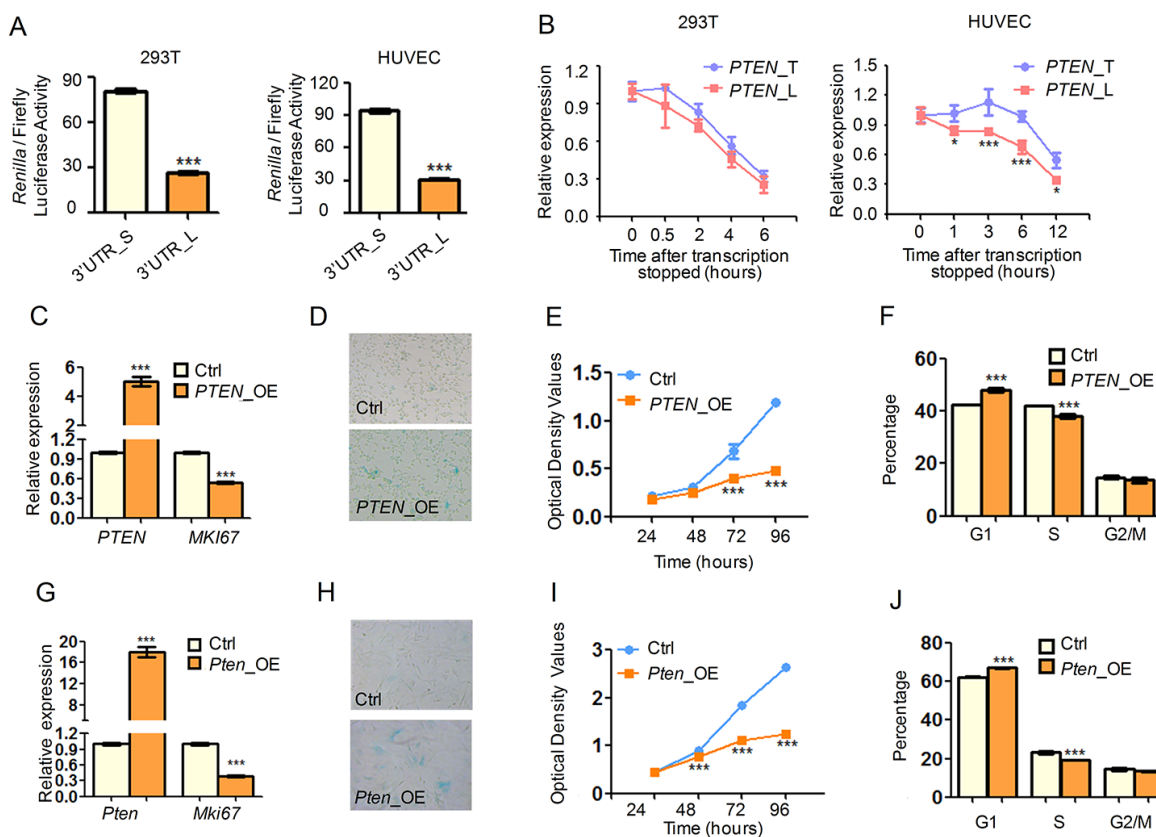 A
293T
Renilla / Firefly
Luciferase Activity
90
60
30
0
***
3'UTR_S
3'UTR_L
HUVEC
Renilla / Firefly
Luciferase Activity
120
90
60
30
0
***
3'UTR_S
3'UTR_L
B
293T
Relative expression
1.2
0.9
0.6
0.3
0.0
PTEN_T
PTEN_L
0 0.5 2 4 6
Time after transcription
stopped (hours)
HUVEC
Relative expression
1.5
1.2
0.9
0.6
0.3
0.0
PTEN_T
PTEN_L
* *** *** *
0 1 3 6 12
Time after transcription
stopped (hours)
C
Relative expression
6
4
2
1.2
0.9
0.6
0.3
0.0
Ctrl
PTEN_OE
***
***
PTEN MKI67
D
Ctrl
PTEN_OE
E
Optical Density Values
1.5
1.0
0.5
0.0
Ctrl
PTEN_OE
*** ***
24 48 72 96
Time (hours)
F
Percentage
60
40
20
0
Ctrl
PTEN_OE
***
***
G1 S G2/M
G
Relative expression
20
18
16
1.2
0.9
0.6
0.3
0.0
Ctrl
Pten_OE
***
***
Pten Mki67
H
Ctrl
Pten_OE
I
Optical Density Values
3
2
1
0
Ctrl
Pten_OE
*** *** ***
24 48 72 96
Time (hours)
J
Percentage
80
60
40
20
0
Ctrl
Pten_OE
***
***
G1 S G2/M